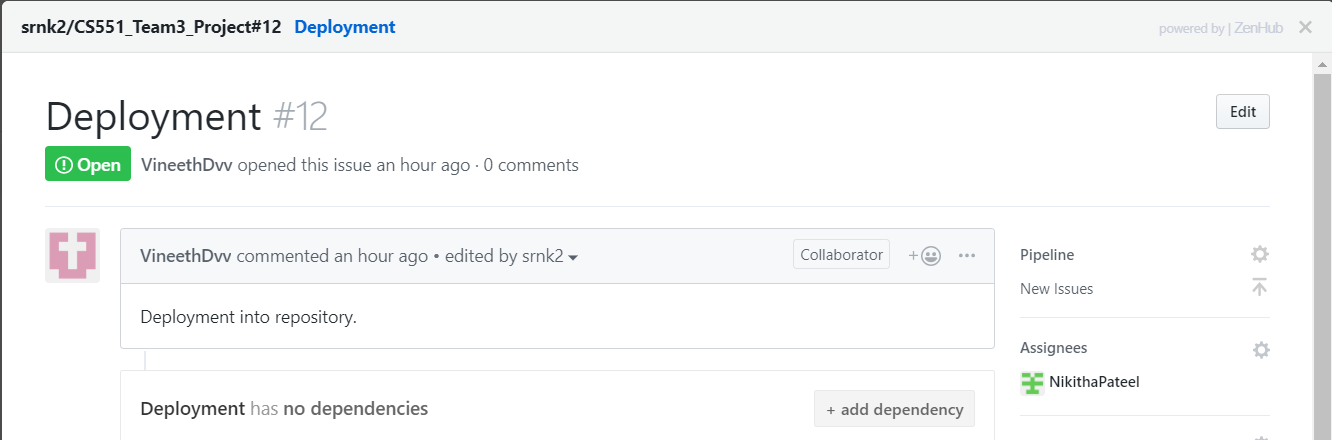 srnk2/CS551_Team3_Project#12 Deployment powered by | ZenHub
Deployment #12 Edit
Open VineethDvv opened this issue an hour ago · 0 comments
VineethDvv commented an hour ago • edited by srnk2 Collaborator
Pipeline
New Issues
Deployment into repository.
Assignees
NikithaPateel
Deployment has no dependencies + add dependency